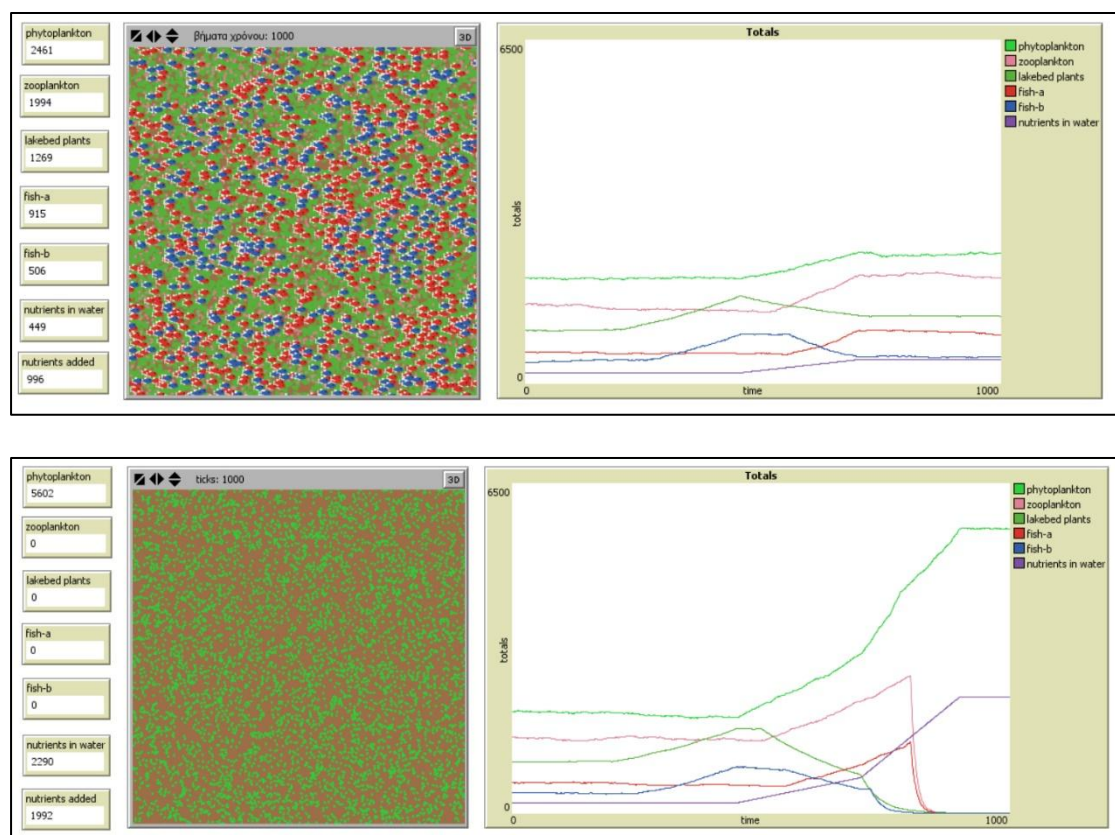 phytoplankton
2461
zooplankton
1994
lakebed plants
1269
fish-a
915
fish-b
506
nutrients in water
449
nutrients added
996
βήματα χρόνου: 1000
3D
Totals
6500
totals
0
0
time
1000
phytoplankton
zooplankton
lakebed plants
fish-a
fish-b
nutrients in water
phytoplankton
5602
zooplankton
0
lakebed plants
0
fish-a
0
fish-b
0
nutrients in water
2290
nutrients added
1992
ticks: 1000
3D
Totals
6500
totals
0
0
time
1000
phytoplankton
zooplankton
lakebed plants
fish-a
fish-b
nutrients in water